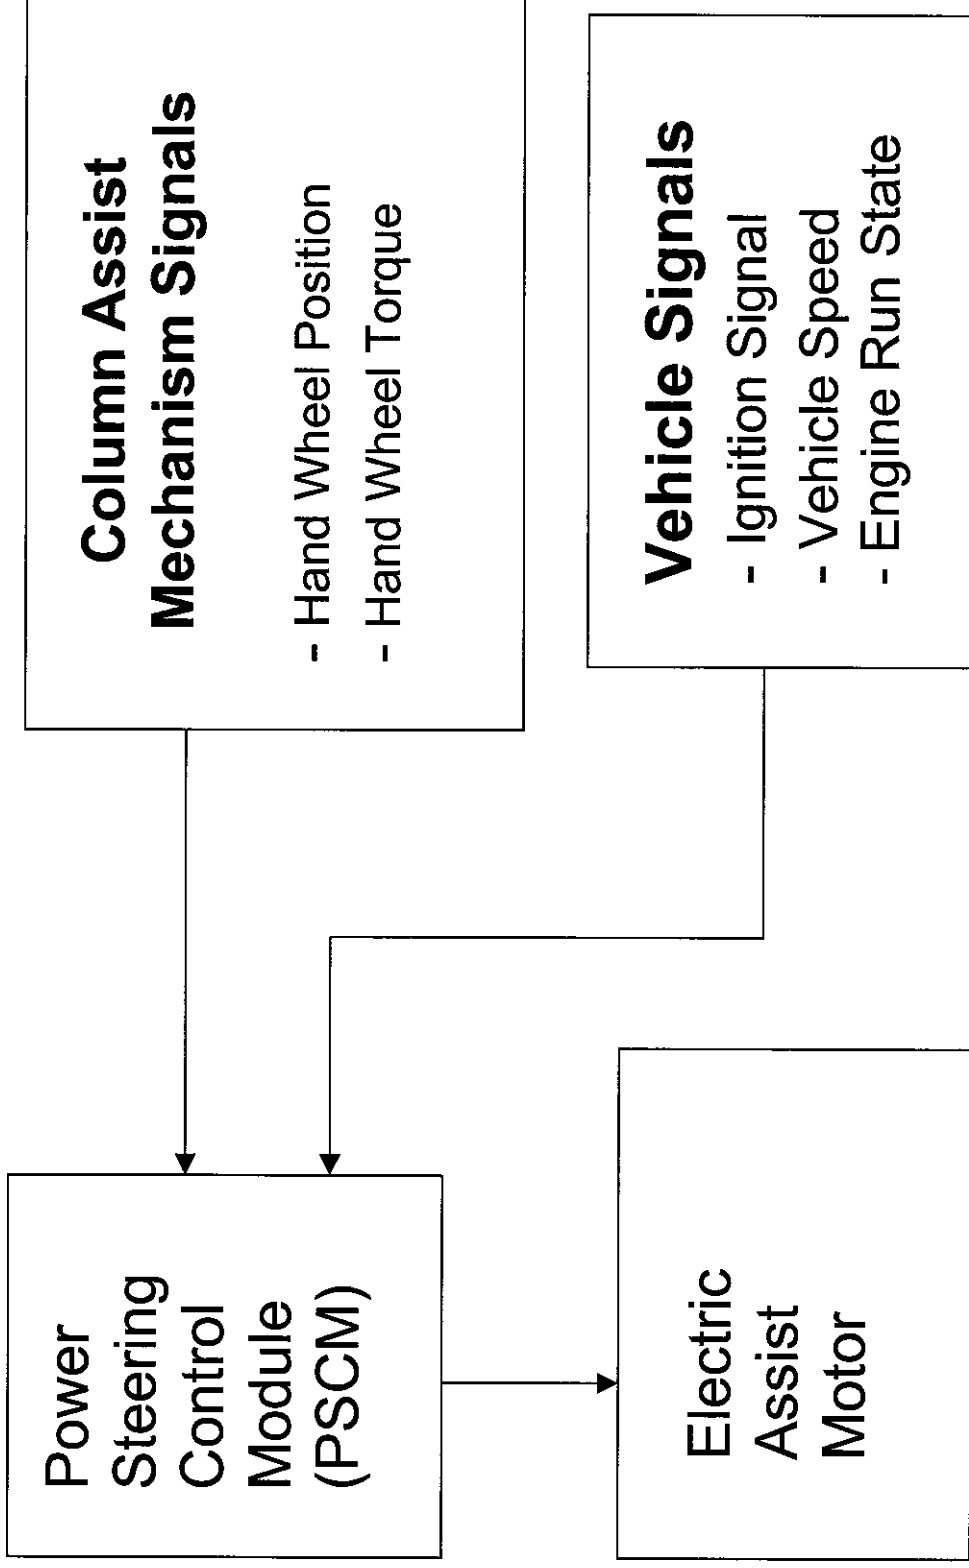 Power
Steering
Control
Module
(PSCM)
Column Assist
Mechanism Signals
- Hand Wheel Position
- Hand Wheel Torque
Electric
Assist
Motor
Vehicle Signals
- Ignition Signal
- Vehicle Speed
- Engine Run State